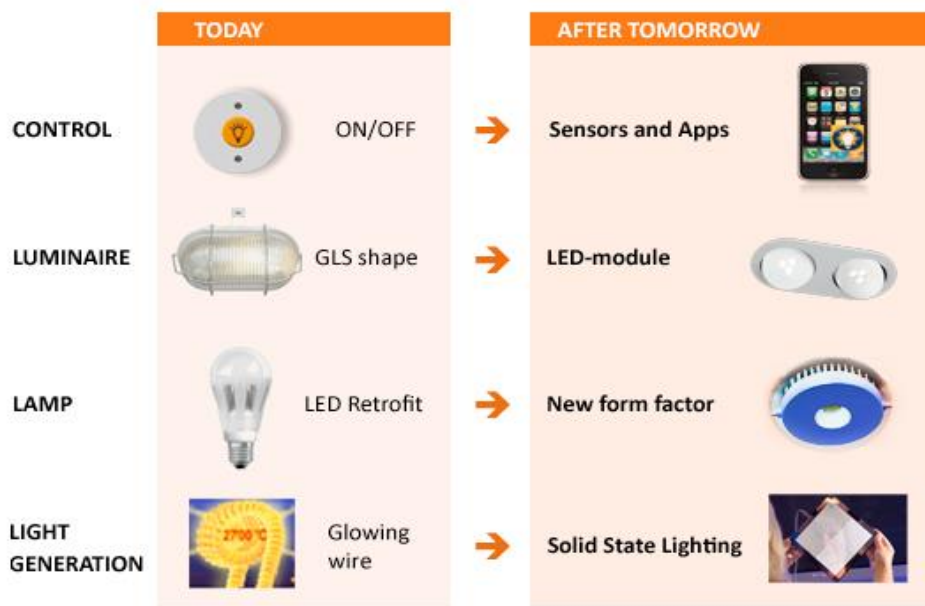 TODAY
AFTER TOMORROW
CONTROL
ON/OFF
Sensors and Apps
LUMINAIRE
GLS shape
LED-module
LAMP
LED Retrofit
New form factor
LIGHT
GENERATION
2700 °C
Glowing
wire
Solid State Lighting